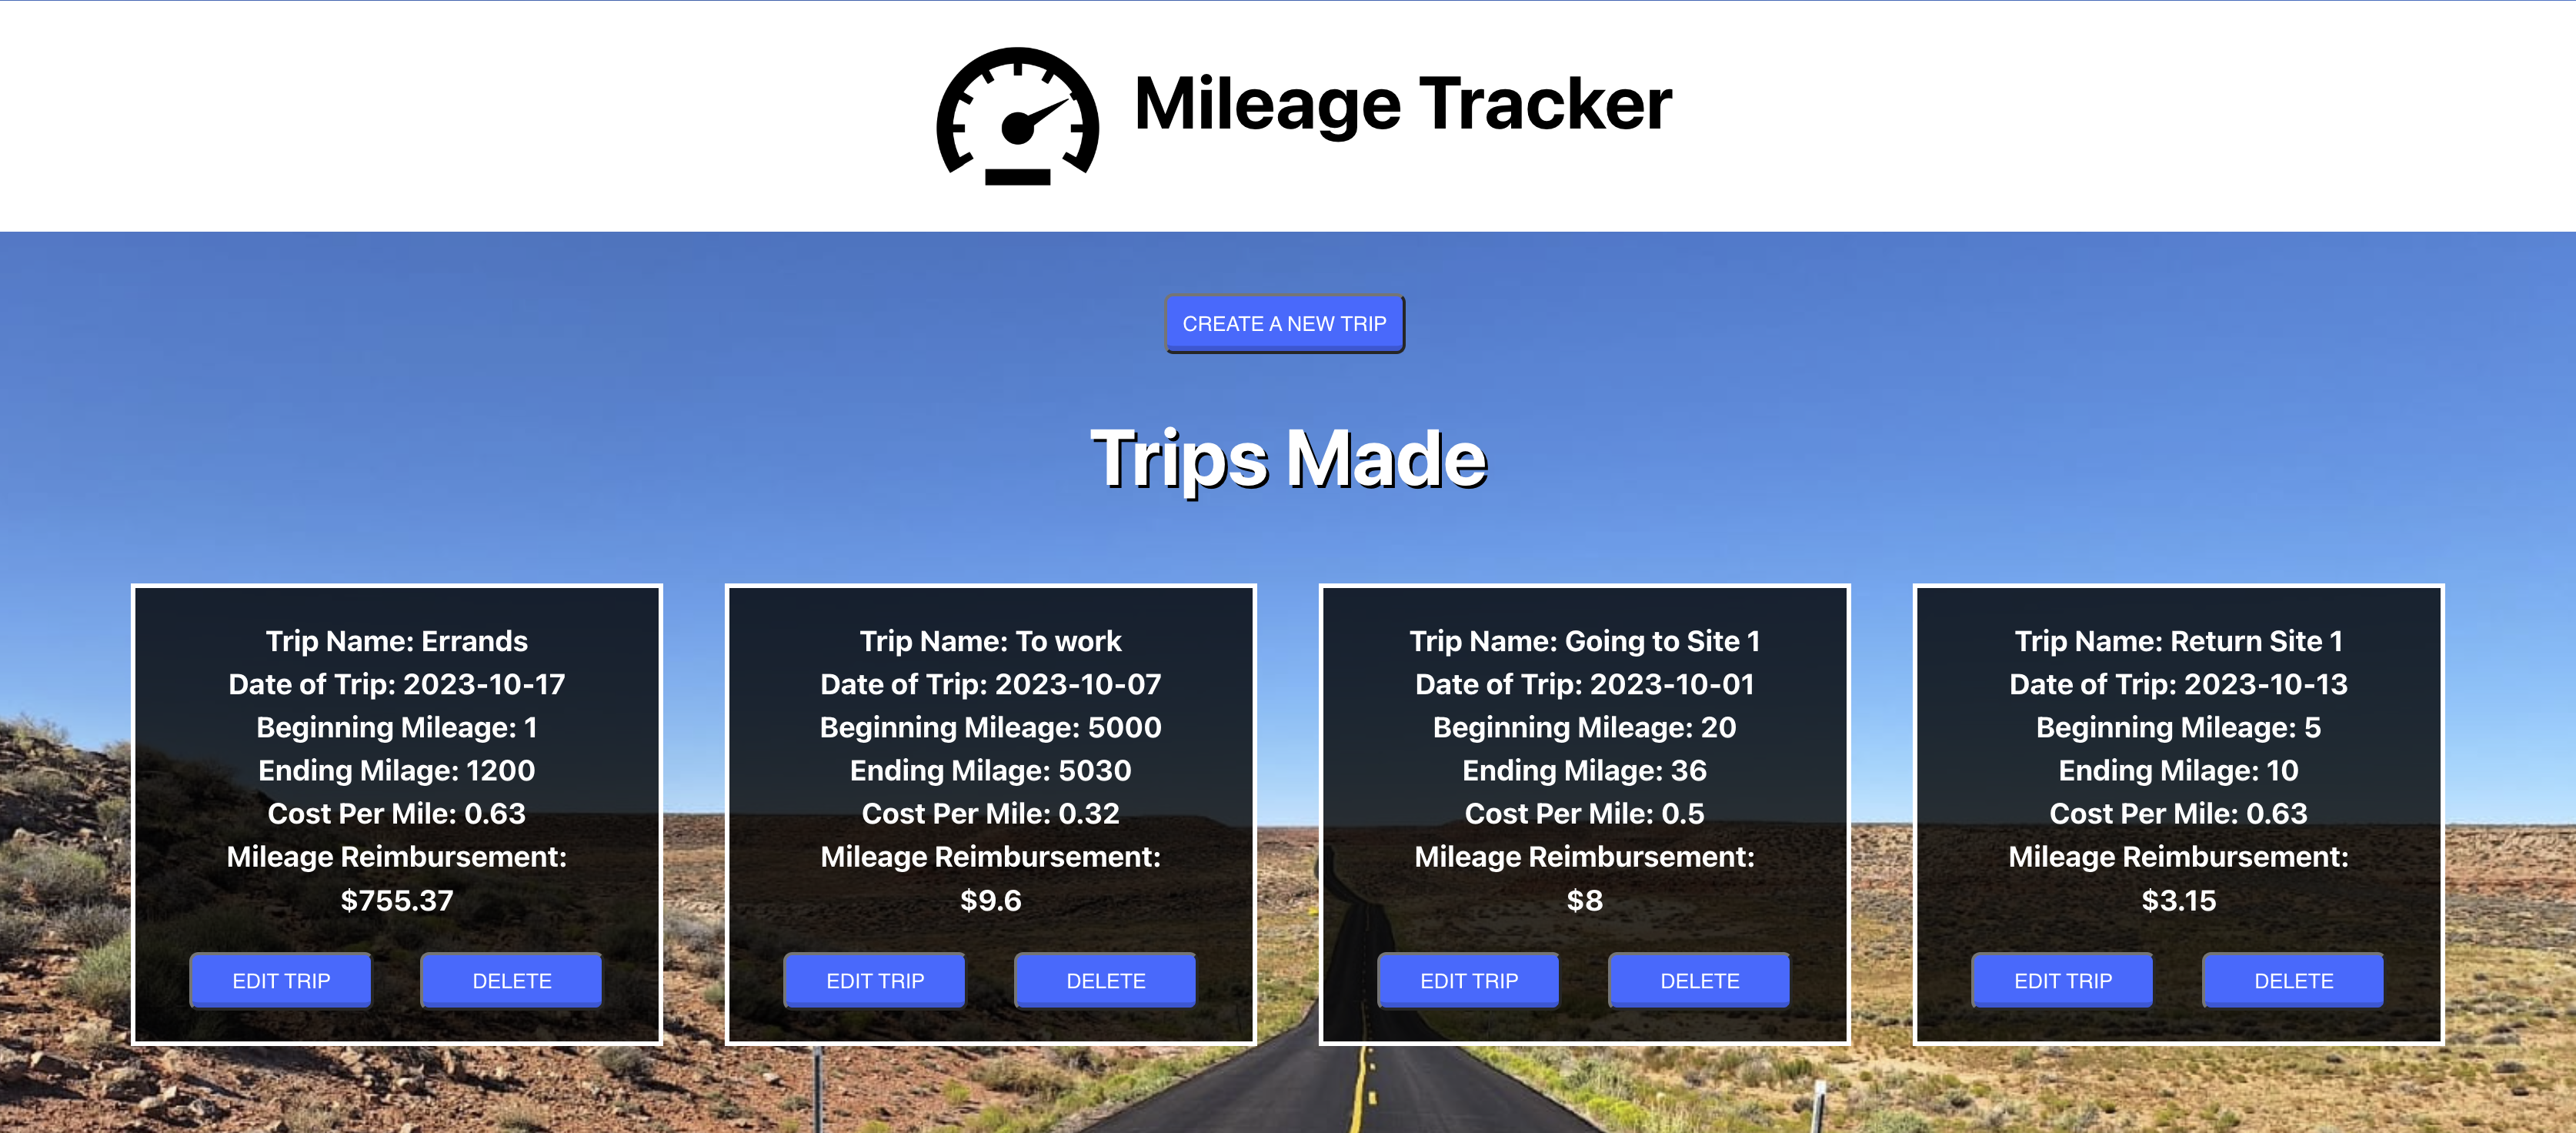 Mileage Tracker
CREATE A NEW TRIP
Trips Made
Trip Name: Errands
Date of Trip: 2023-10-17
Beginning Mileage: 1
Ending Milage: 1200
Cost Per Mile: 0.63
Mileage Reimbursement:
$755.37
EDIT TRIP
DELETE
Trip Name: To work
Date of Trip: 2023-10-07
Beginning Mileage: 5000
Ending Milage: 5030
Cost Per Mile: 0.32
Mileage Reimbursement:
$9.6
EDIT TRIP
DELETE
Trip Name: Going to Site 1
Date of Trip: 2023-10-01
Beginning Mileage: 20
Ending Milage: 36
Cost Per Mile: 0.5
Mileage Reimbursement:
$8
EDIT TRIP
DELETE
Trip Name: Return Site 1
Date of Trip: 2023-10-13
Beginning Mileage: 5
Ending Milage: 10
Cost Per Mile: 0.63
Mileage Reimbursement:
$3.15
EDIT TRIP
DELETE